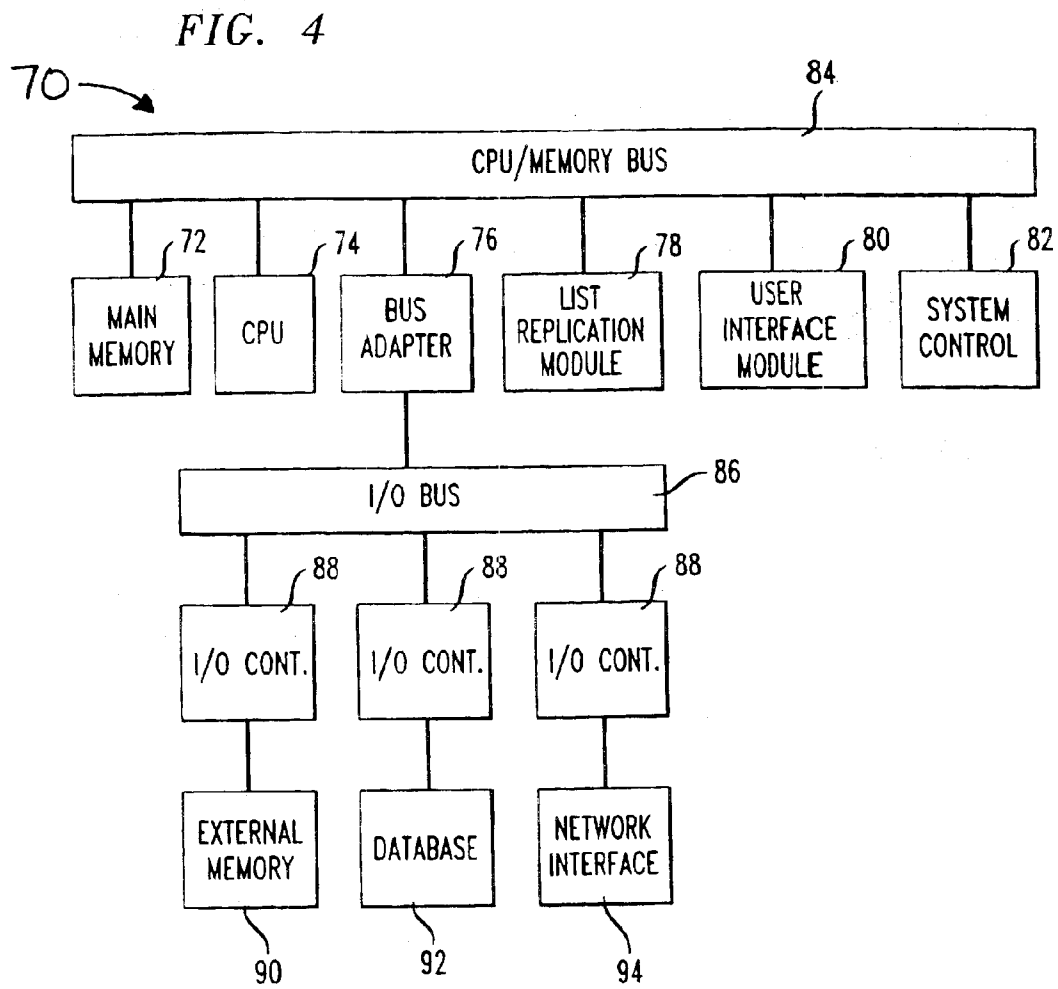 FIG. 4
70
84
CPU/MEMORY BUS
72
74
76
78
80
82
MAIN
MEMORY
CPU
BUS
ADAPTER
LIST
REPLICATION
MODULE
USER
INTERFACE
MODULE
SYSTEM
CONTROL
I/O BUS
86
88
88
88
I/O CONT.
I/O CONT.
I/O CONT.
EXTERNAL
MEMORY
DATABASE
NETWORK
INTERFACE
90
92
94